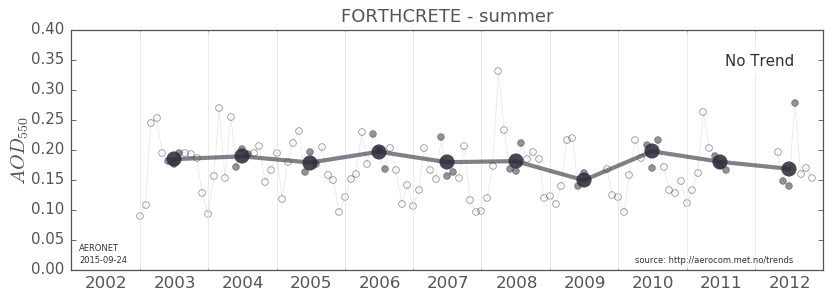 FORTHCRETE - summer
0.40
0.35
0.30
0.25
0.20
0.15
0.10
0.05
0.00
AOD550
No Trend
AERONET
2015-09-24
source: http://aerocom.met.no/trends
2002 2003 2004 2005 2006 2007 2008 2009 2010 2011 2012